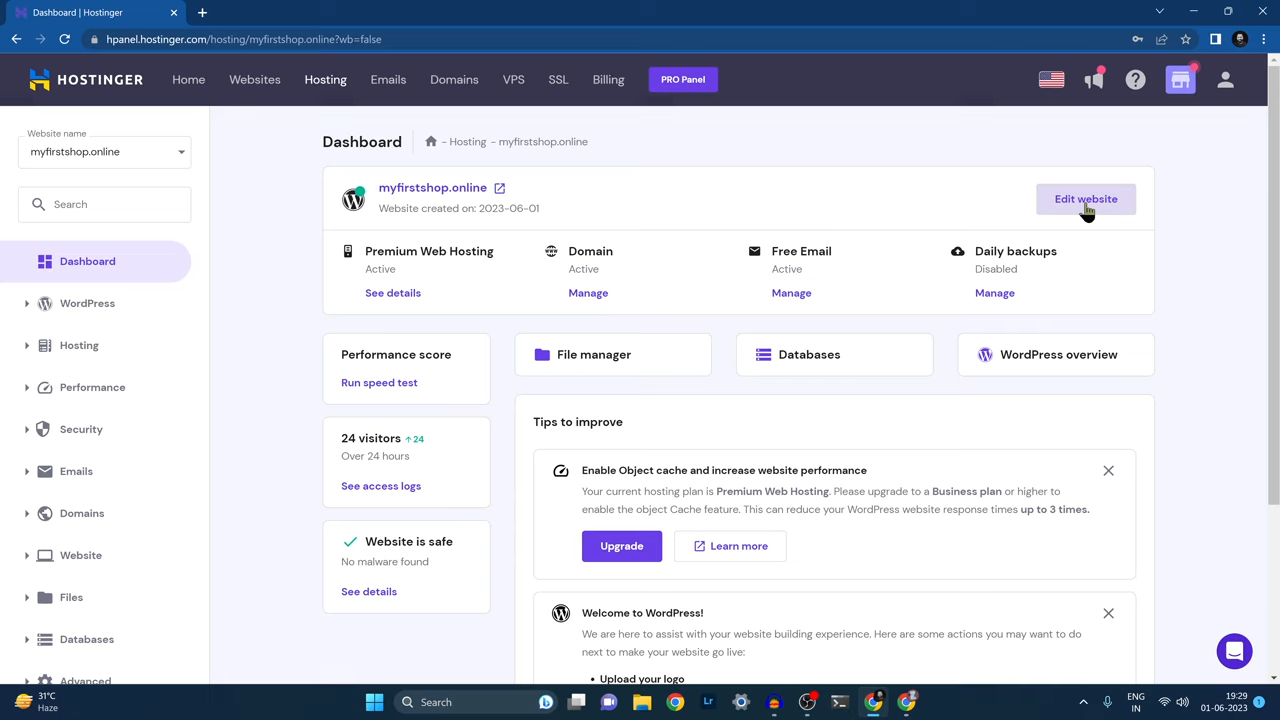 Dashboard | Hostinger
hpanel.hostinger.com/hosting/myfirstshop.online?wb=false
HOSTINGER
Home
Websites
Hosting
Emails
Domains
VPS
SSL
Billing
PRO Panel
Website name
myfirstshop.online
Search
Dashboard
WordPress
Hosting
Performance
Security
Emails
Domains
Website
Files
Databases
Advanced
Dashboard
- Hosting - myfirstshop.online
myfirstshop.online
Website created on: 2023-06-01
Edit website
Premium Web Hosting
Active
See details
Domain
Active
Manage
Free Email
Active
Manage
Daily backups
Disabled
Manage
Performance score
Run speed test
File manager
Databases
WordPress overview
24 visitors ↑24
Over 24 hours
See access logs
Website is safe
No malware found
See details
Tips to improve
Enable Object cache and increase website performance
Your current hosting plan is Premium Web Hosting. Please upgrade to a Business plan or higher to
enable the object Cache feature. This can reduce your WordPress website response times up to 3 times.
Upgrade
Learn more
Welcome to WordPress!
We are here to assist with your website building experience. Here are some actions you may want to do
next to make your website go live:
• Upload your logo
31°C
Haze
Search
Lr
ENG
IN
19:29
01-06-2023
1